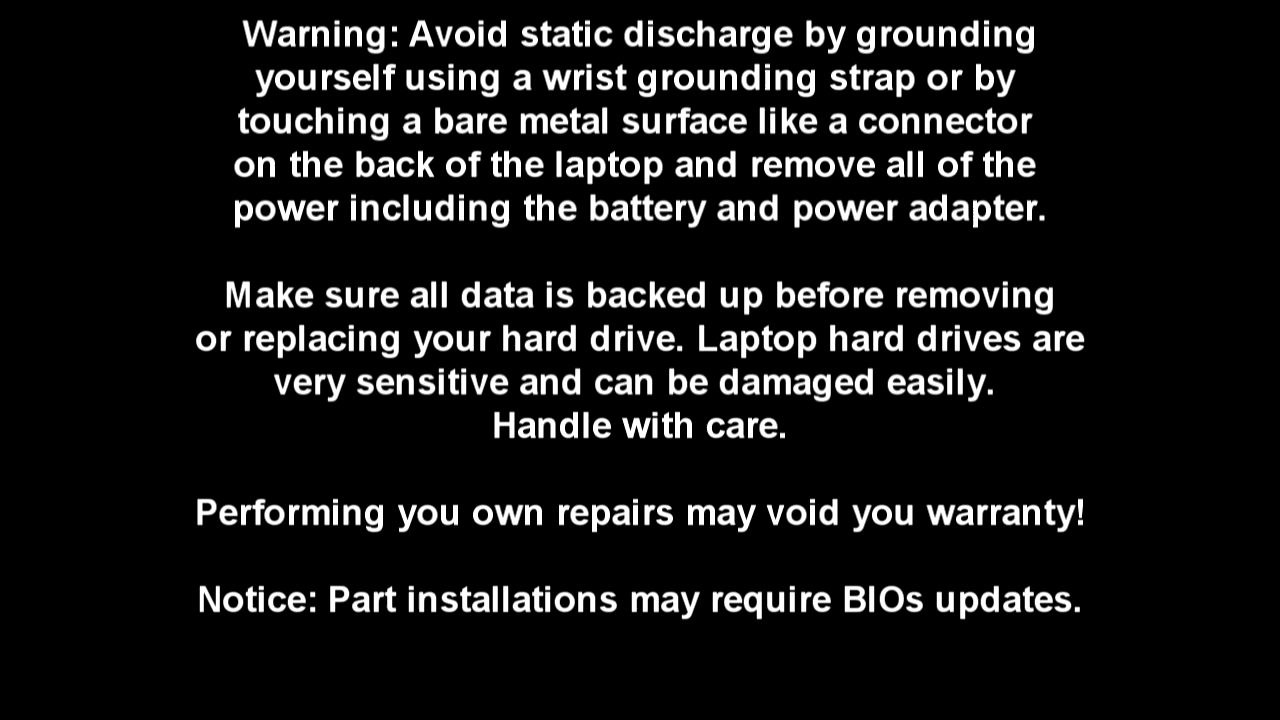 Warning: Avoid static discharge by grounding
yourself using a wrist grounding strap or by
touching a bare metal surface like a connector
on the back of the laptop and remove all of the
power including the battery and power adapter.
Make sure all data is backed up before removing
or replacing your hard drive. Laptop hard drives are
very sensitive and can be damaged easily.
Handle with care.
Performing you own repairs may void you warranty!
Notice: Part installations may require BIOs updates.